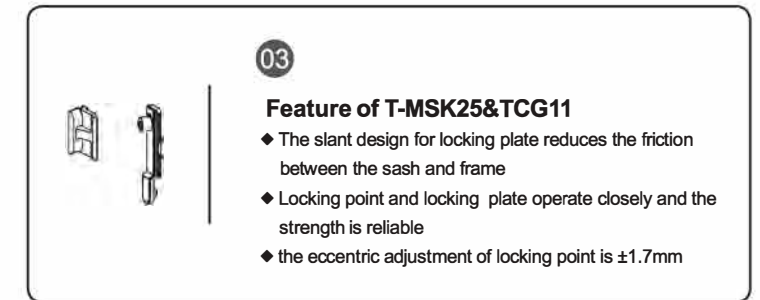 03
Feature of T-MSK25&TCG11
◆ The slant design for locking plate reduces the friction
between the sash and frame
◆ Locking point and locking plate operate closely and the
strength is reliable
◆ the eccentric adjustment of locking point is ±1.7mm